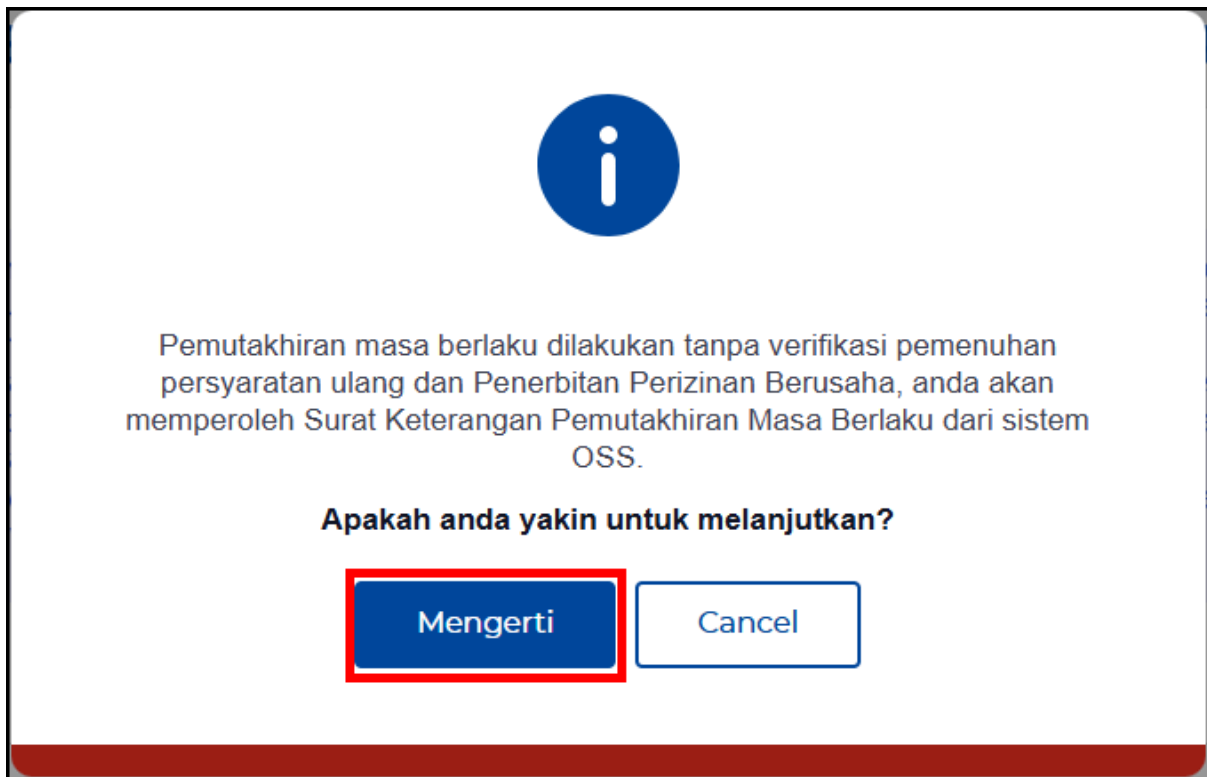 Pemutakhiran masa berlaku dilakukan tanpa verifikasi pemenuhan
persyaratan ulang dan Penerbitan Perizinan Berusaha, anda akan
memperoleh Surat Keterangan Pemutakhiran Masa Berlaku dari sistem
OSS.
Apakah anda yakin untuk melanjutkan?
Mengerti
Cancel